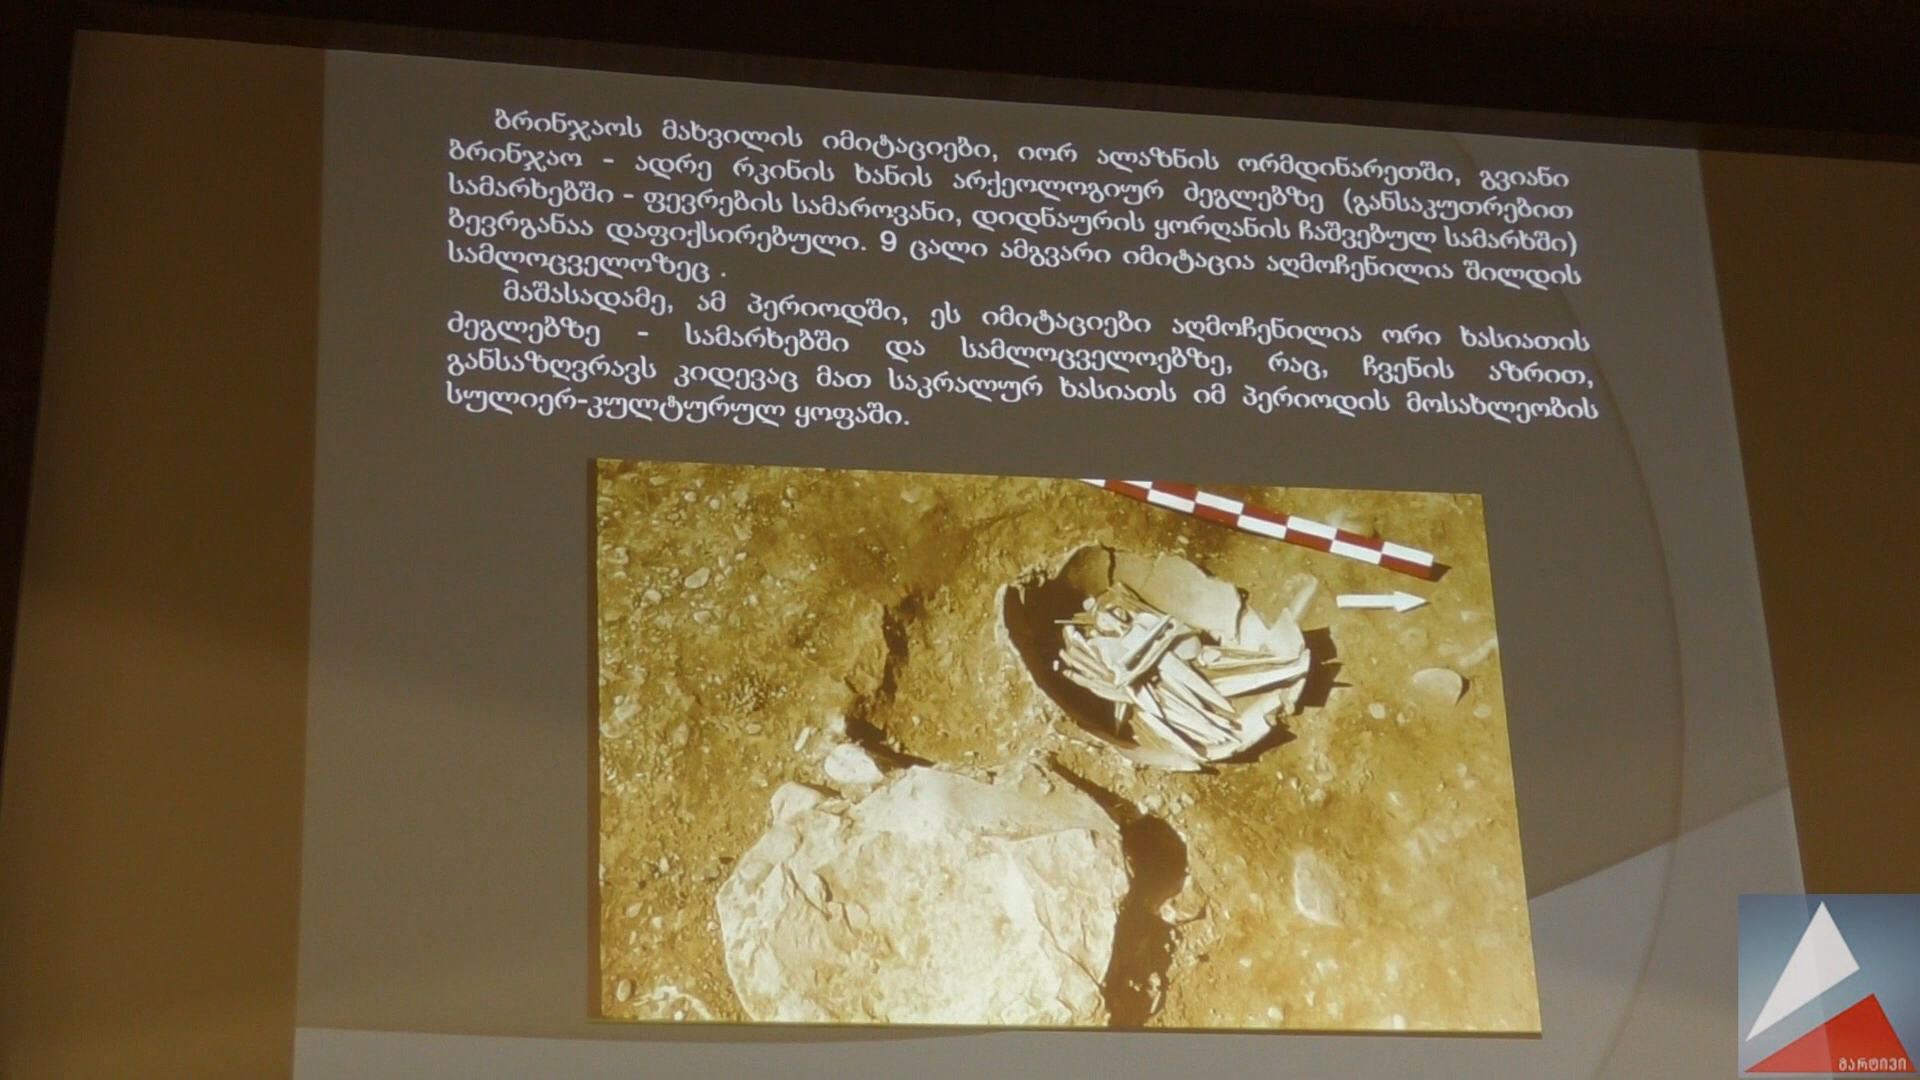 ბრინჯაოს მახვილის იმიტაციები, იორ ალაზნის ორმდინარეთში, გვიანი
ბრინჯაო - ადრე რკინის ხანის არქეოლოგიურ ძეგლებზე (განსაკუთრებით
სამარხებში - ფევრების სამაროვანი, დიდნაურის ყორღანის ჩაშვებულ სამარხში)
ბევრგანაა დაფიქსირებული. 9 ცალი ამგვარი იმიტაცია აღმოჩენილია შილდის
სამლოცველოზეც .
მაშასადამე, ამ პერიოდში, ეს იმიტაციები აღმოჩენილია ორი ხასიათის
ძეგლებზე - სამარხებში და სამლოცველოებზე, რაც, ჩვენის აზრით,
განსაზღვრავს კიდევაც მათ საკრალურ ხასიათს იმ პერიოდის მოსახლეობის
სულიერ-კულტურულ ყოფაში.
მარტივი